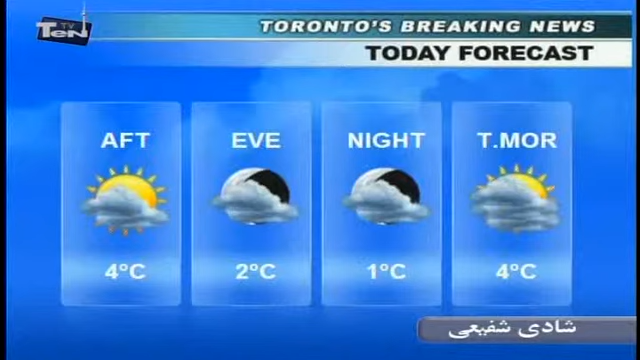 TV
TeN
TORONTO'S BREAKING NEWS
TODAY FORECAST
AFT
EVE
NIGHT
T.MOR
4°C
2°C
1°C
4°C
شادی شفیعی